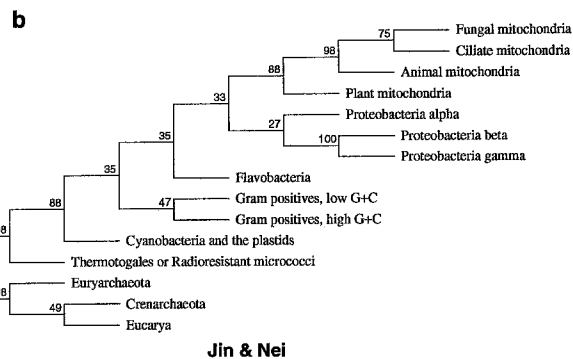 b
75
Fungal mitochondria
98
Ciliate mitochondria
88
Animal mitochondria
33
Plant mitochondria
27
Proteobacteria alpha
35
100
Proteobacteria beta
Proteobacteria gamma
35
Flavobacteria
47
Gram positives, low G+C
88
Gram positives, high G+C
8
Cyanobacteria and the plastids
Thermotogales or Radioresistant micrococci
8
Euryarchaeota
49
Crenarchaeota
Eucarya
Jin & Nei